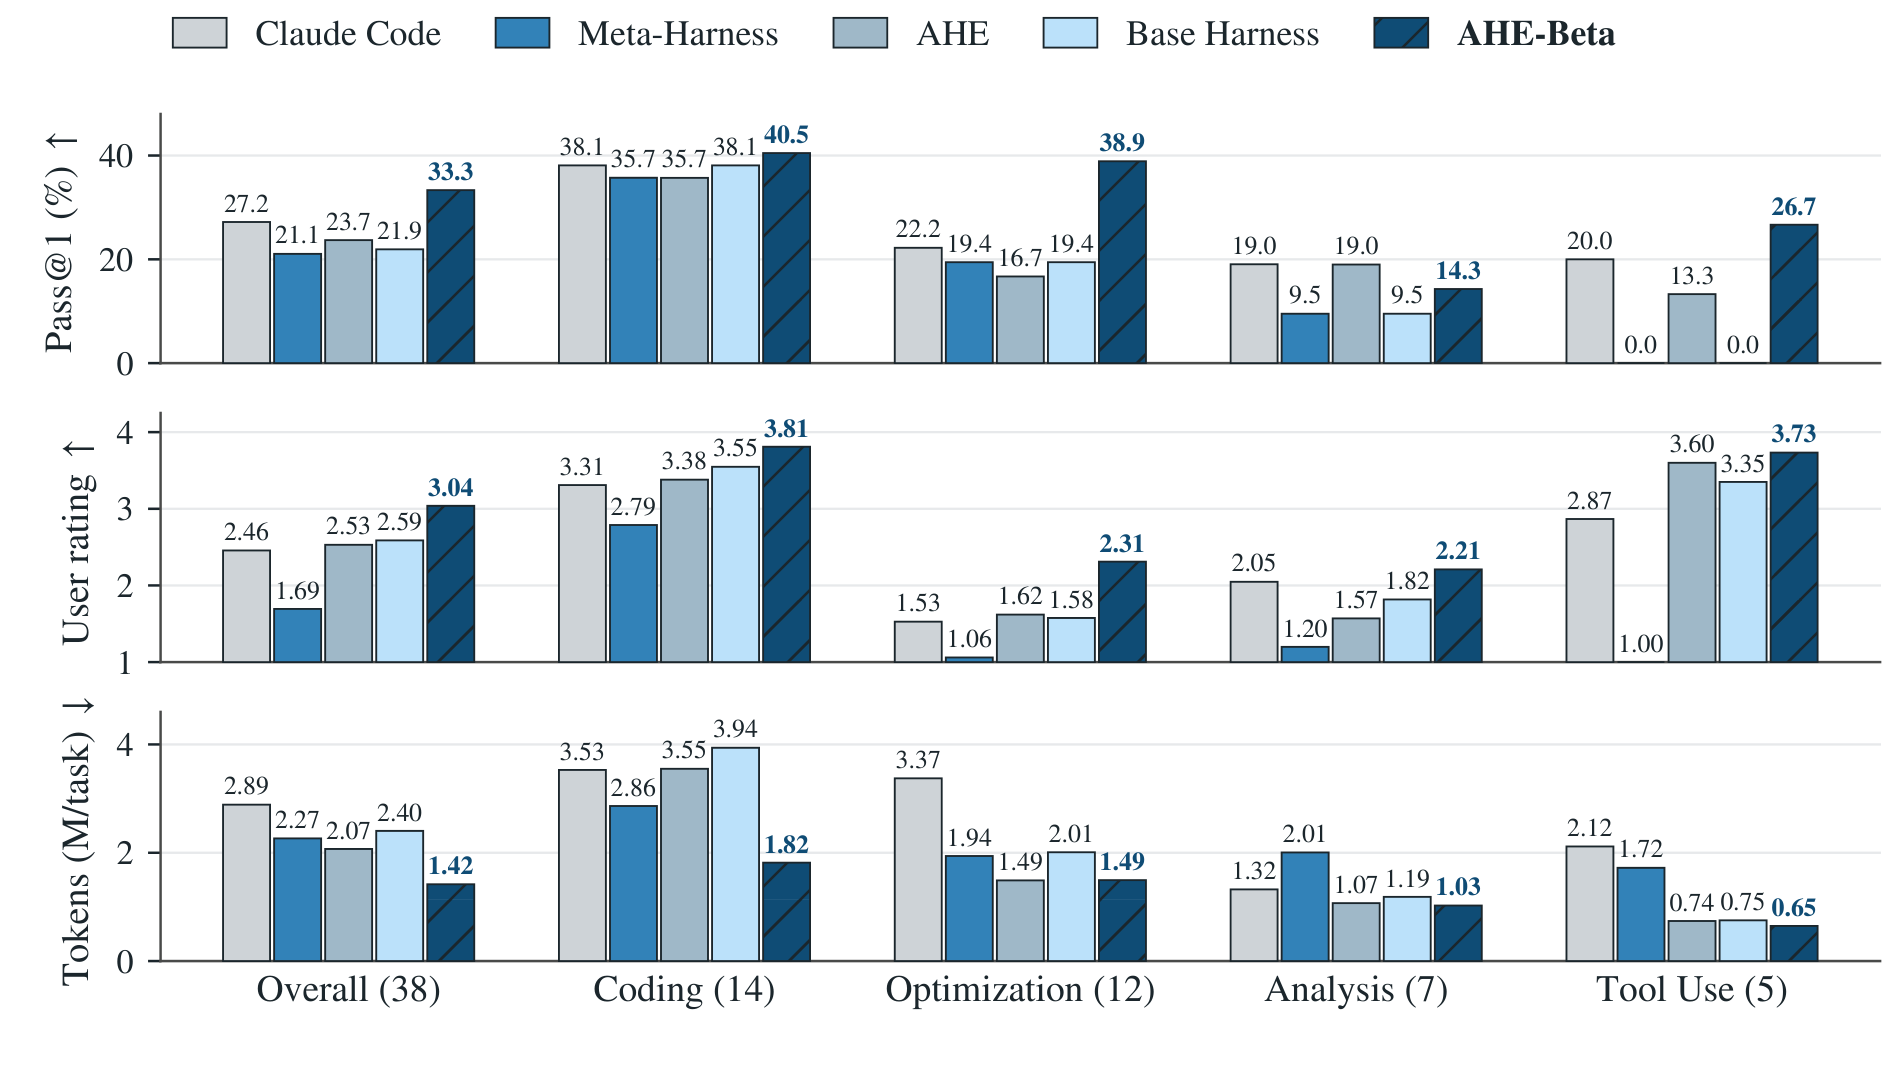 Claude Code Meta-Harness AHE Base Harness AHE-Beta
Pass@1 (%) ↑
40
20
0
27.2 21.1 23.7 21.9 33.3
38.1 35.7 35.7 38.1 40.5
22.2 19.4 16.7 19.4 38.9
19.0 9.5 19.0 9.5 14.3
20.0 0.0 13.3 0.0 26.7
User rating ↑
4
3
2
1
2.46 1.69 2.53 2.59 3.04
3.31 2.79 3.38 3.55 3.81
1.53 1.06 1.62 1.58 2.31
2.05 1.20 1.57 1.82 2.21
2.87 1.00 3.60 3.35 3.73
Tokens (M/task) ↓
4
2
0
2.89 2.27 2.07 2.40 1.42
3.53 2.86 3.55 3.94 1.82
3.37 1.94 1.49 2.01 1.49
1.32 2.01 1.07 1.19 1.03
2.12 1.72 0.74 0.75 0.65
Overall (38) Coding (14) Optimization (12) Analysis (7) Tool Use (5)